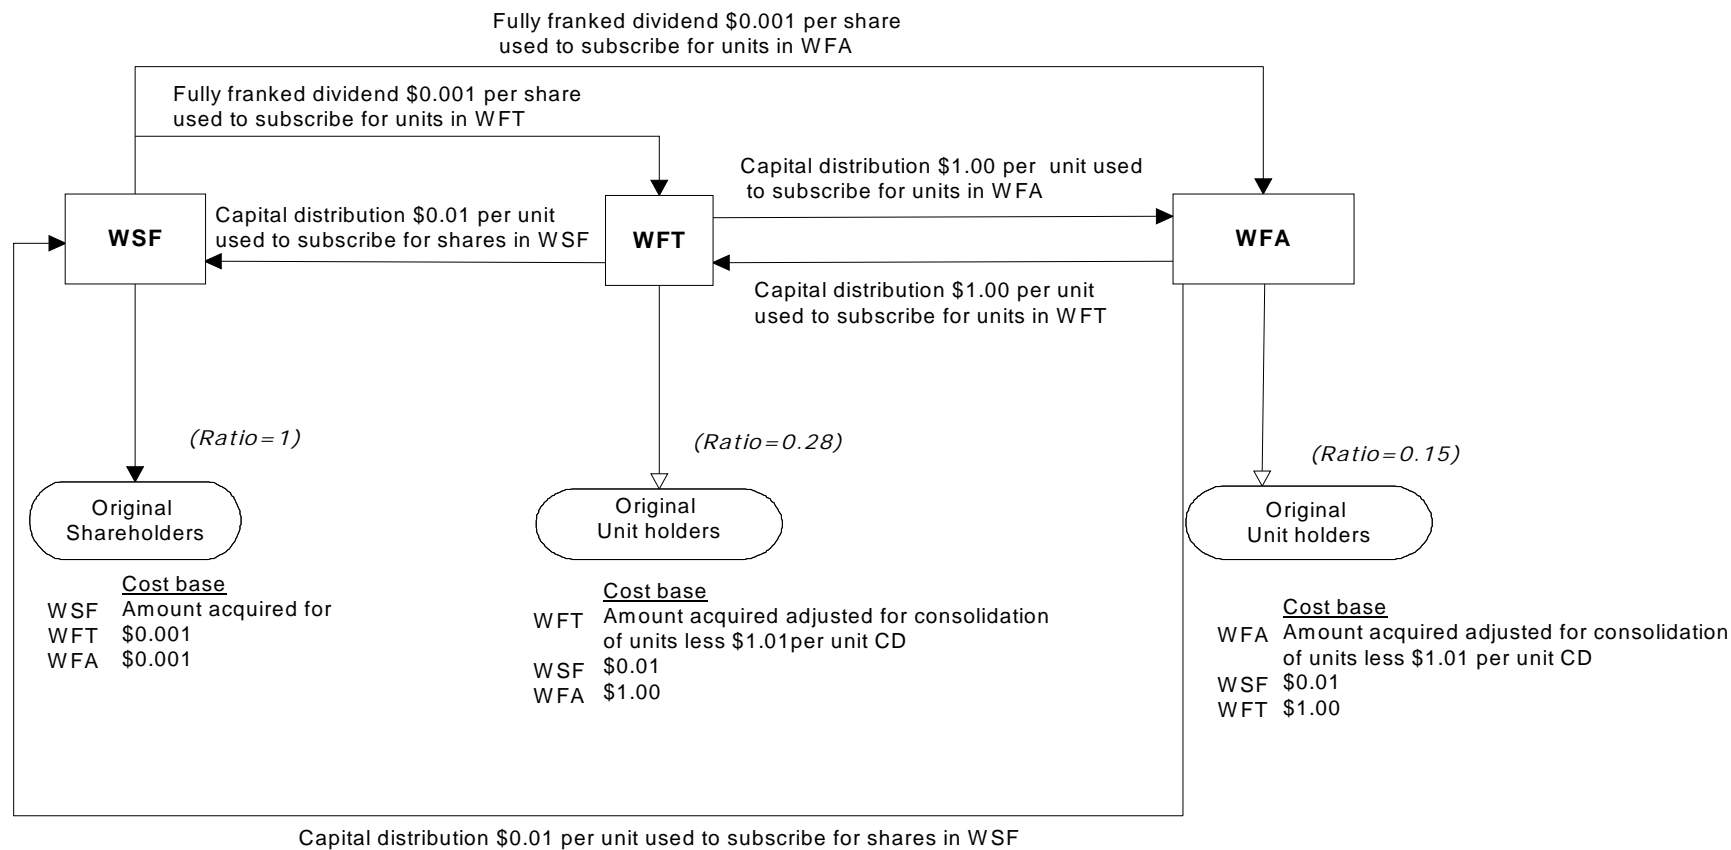 Fully franked dividend $0.001 per share
used to subscribe for units in WFA
Fully franked dividend $0.001 per share
used to subscribe for units in WFT
Capital distribution $1.00 per unit used
to subscribe for units in WFA
WSF
Capital distribution $0.01 per unit
used to subscribe for shares in WSF
WFT
WFA
Capital distribution $1.00 per unit
used to subscribe for units in WFT
(Ratio=1)
(Ratio=0.28)
(Ratio=0.15)
Original
Shareholders
Original
Unit holders
Original
Unit holders
Cost base
WSF Amount acquired for
WFT $0.001
WFA $0.001
Cost base
WFT Amount acquired adjusted for consolidation
of units less $1.01per unit CD
WSF $0.01
WFA $1.00
Cost base
WFA Amount acquired adjusted for consolidation
of units less $1.01 per unit CD
WSF $0.01
WFT $1.00
Capital distribution $0.01 per unit used to subscribe for shares in WSF